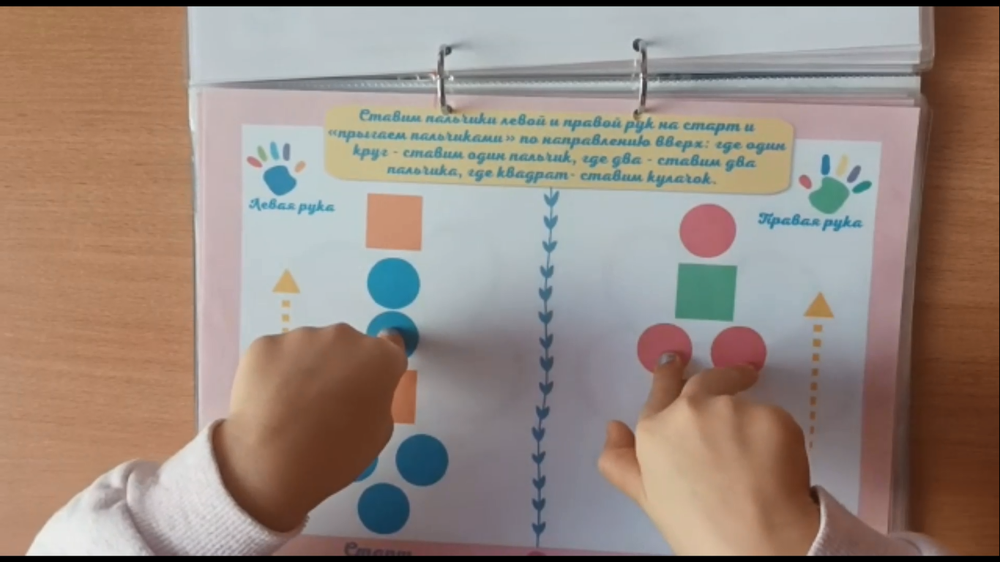 Ставим пальчики левой и правой рук на старт и
«прыгаем пальчиками» по направлению вверх: где один
круг - ставим один пальчик, где два - ставим два
пальчика, где квадрат- ставим кулачок.
Левая рука
Правая рука
Старт